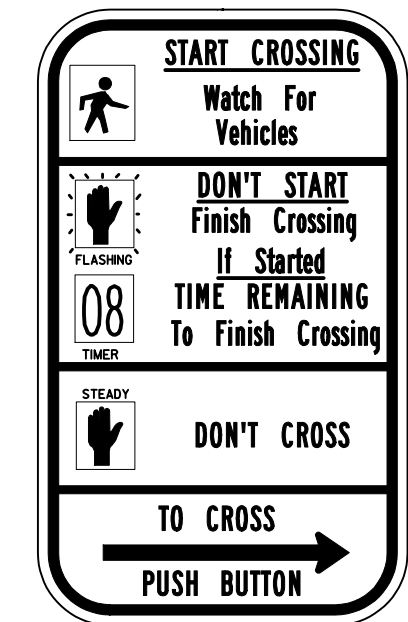 START CROSSING
Watch For
Vehicles
DON'T START
Finish Crossing
FLASHING
If Started
08
TIME REMAINING
To Finish Crossing
TIMER
STEADY
DON'T CROSS
TO CROSS
PUSH BUTTON